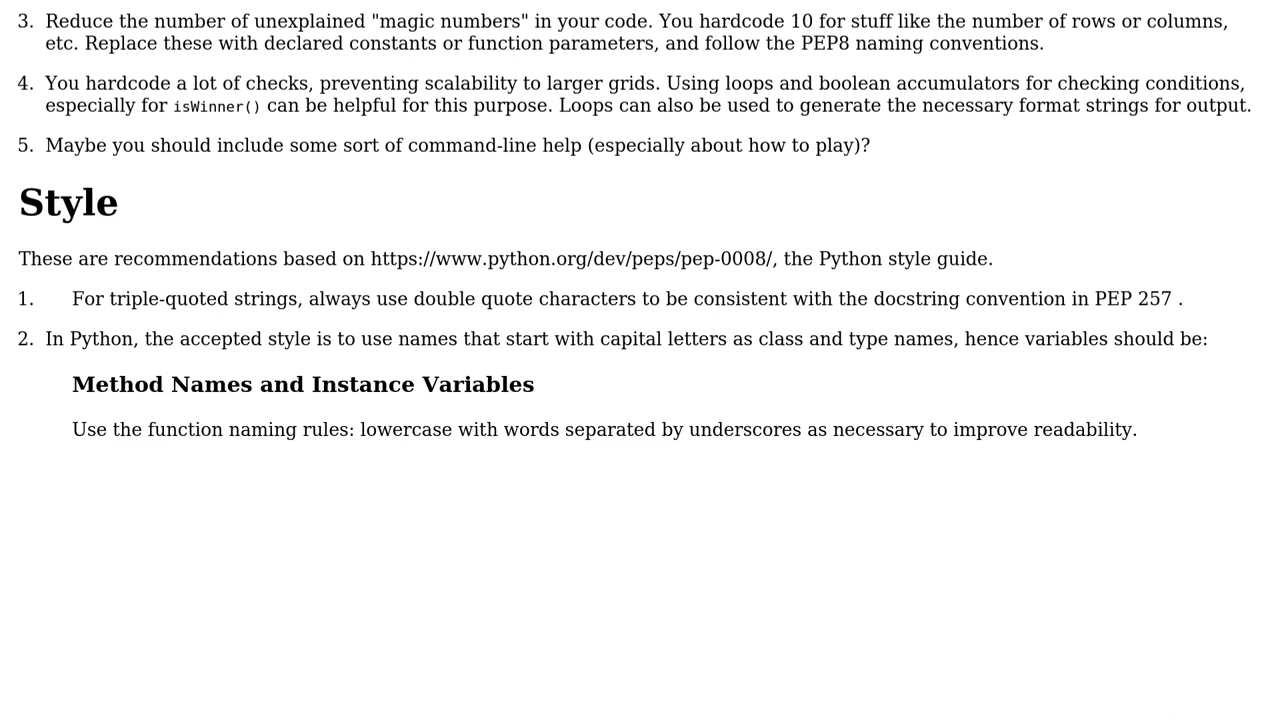 3. Reduce the number of unexplained "magic numbers" in your code. You hardcode 10 for stuff like the number of rows or columns,
etc. Replace these with declared constants or function parameters, and follow the PEP8 naming conventions.
4. You hardcode a lot of checks, preventing scalability to larger grids. Using loops and boolean accumulators for checking conditions,
especially for isWinner() can be helpful for this purpose. Loops can also be used to generate the necessary format strings for output.
5. Maybe you should include some sort of command-line help (especially about how to play)?
Style
These are recommendations based on https://www.python.org/dev/peps/pep-0008/, the Python style guide.
1. For triple-quoted strings, always use double quote characters to be consistent with the docstring convention in PEP 257 .
2. In Python, the accepted style is to use names that start with capital letters as class and type names, hence variables should be:
Method Names and Instance Variables
Use the function naming rules: lowercase with words separated by underscores as necessary to improve readability.